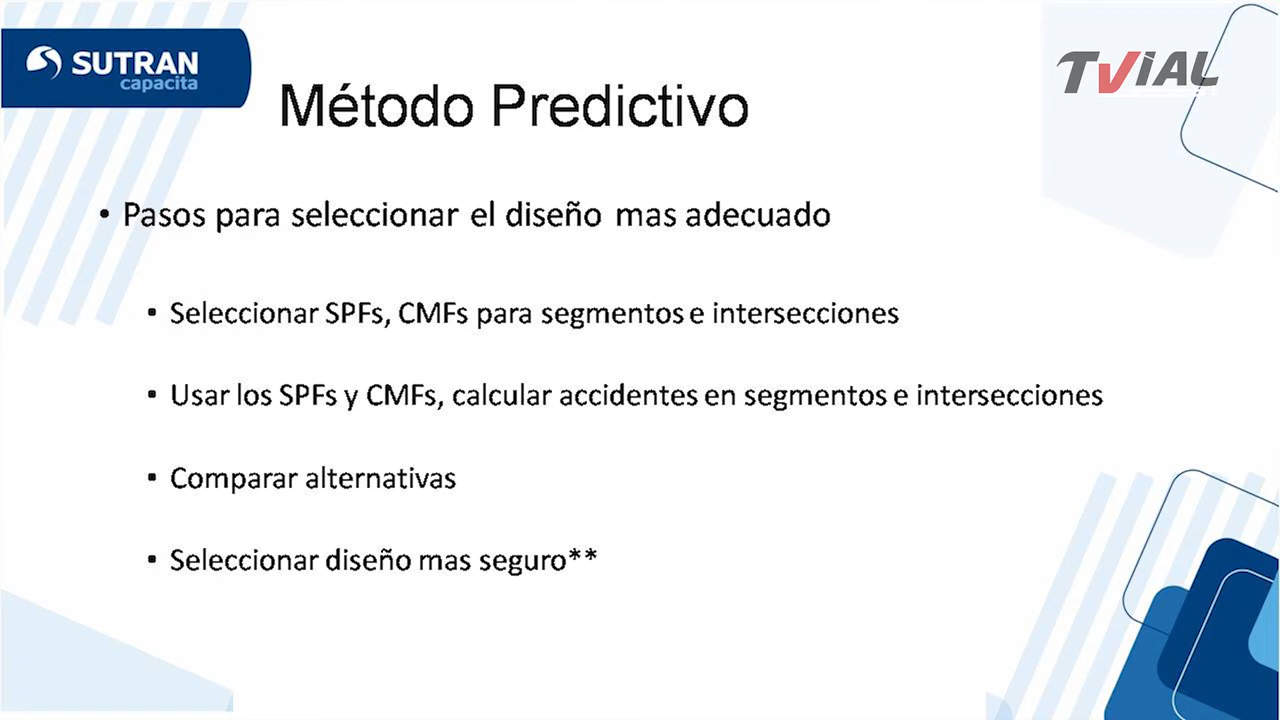 SUTRAN
capacita
TViAL
Método Predictivo
• Pasos para seleccionar el diseño mas adecuado
▪ Seleccionar SPFs, CMFs para segmentos e intersecciones
▪ Usar los SPFs y CMFs, calcular accidentes en segmentos e intersecciones
▪ Comparar alternativas
▪ Seleccionar diseño mas seguro**